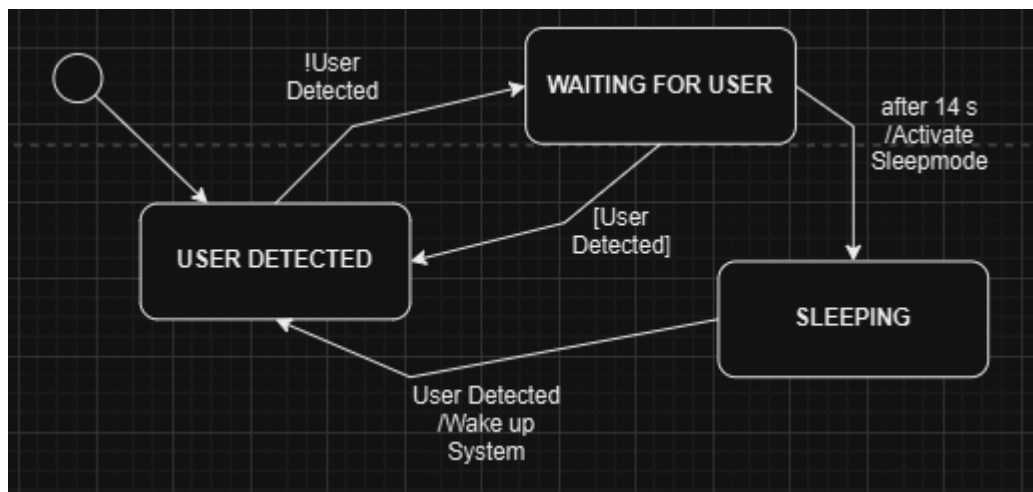 !User
Detected
WAITING FOR USER
after 14 s
/Activate
Sleepmode
[User
Detected]
USER DETECTED
SLEEPING
User Detected
/Wake up
System